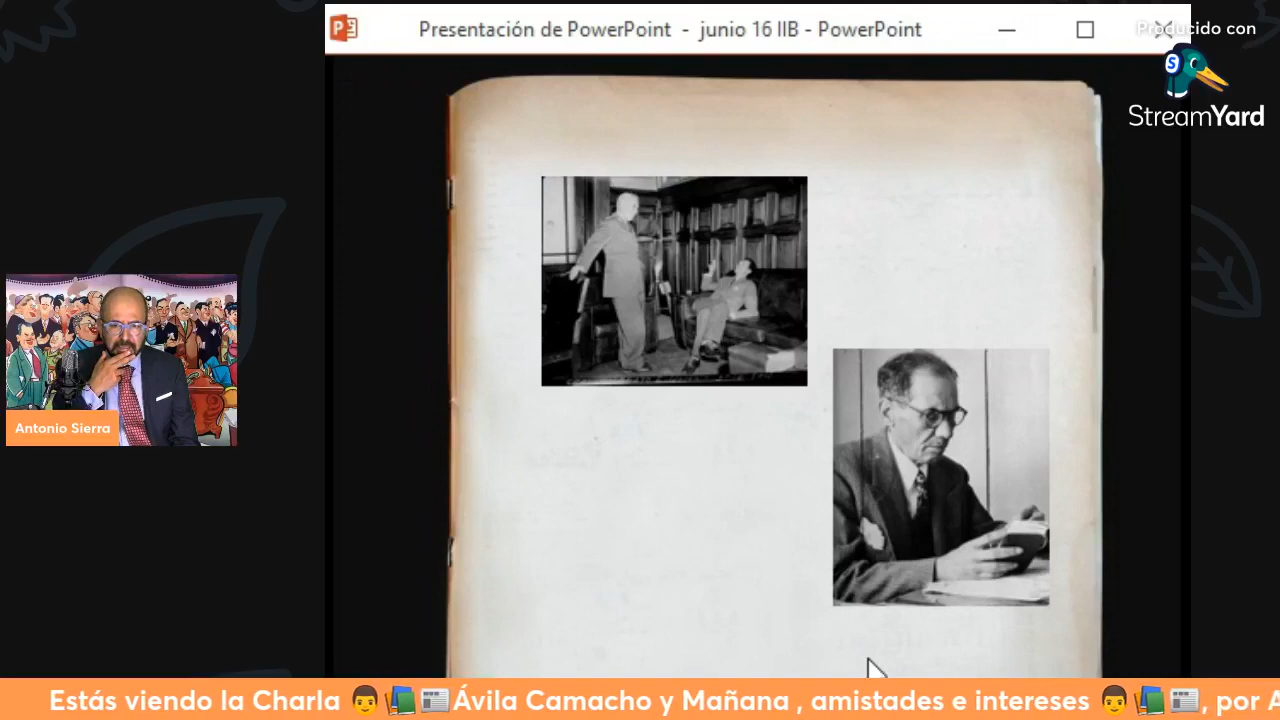 Presentación de PowerPoint - junio 16 IIB - PowerPoint
Producido con
S
StreamYard
Antonio Sierra
Estás viendo la Charla 👨📚📰Ávila Camacho y Mañana , amistades e intereses 👨📚📰, por A